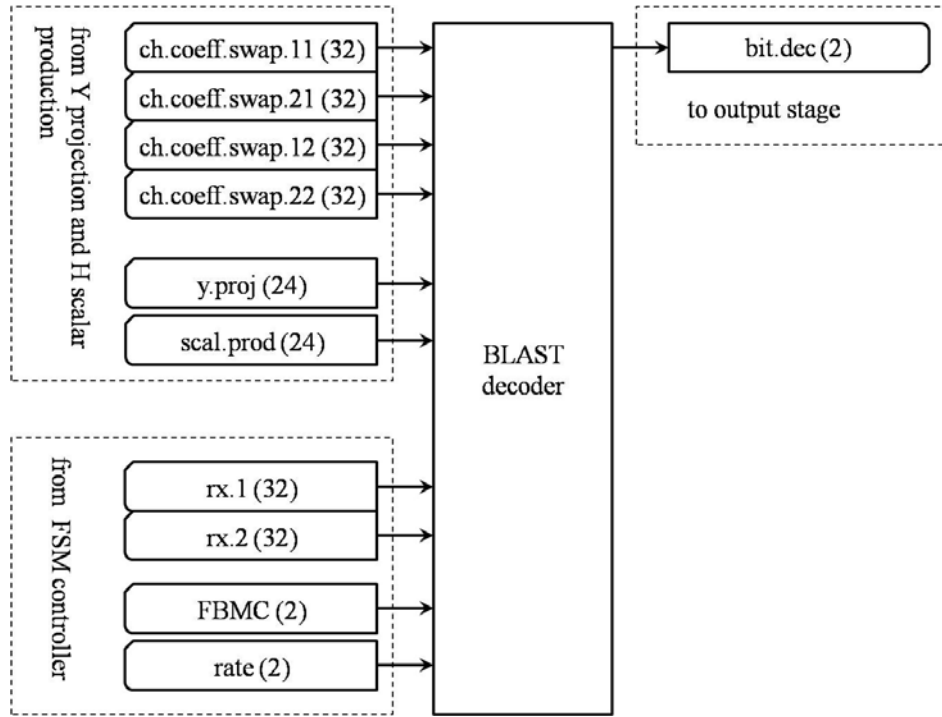 from Y projection and H scalar
production
ch.coeff.swap.11 (32)
ch.coeff.swap.21 (32)
ch.coeff.swap.12 (32)
ch.coeff.swap.22 (32)
y.proj (24)
scal.prod (24)
from FSM controller
rx.1 (32)
rx.2 (32)
FBMC (2)
rate (2)
BLAST
decoder
bit.dec (2)
to output stage